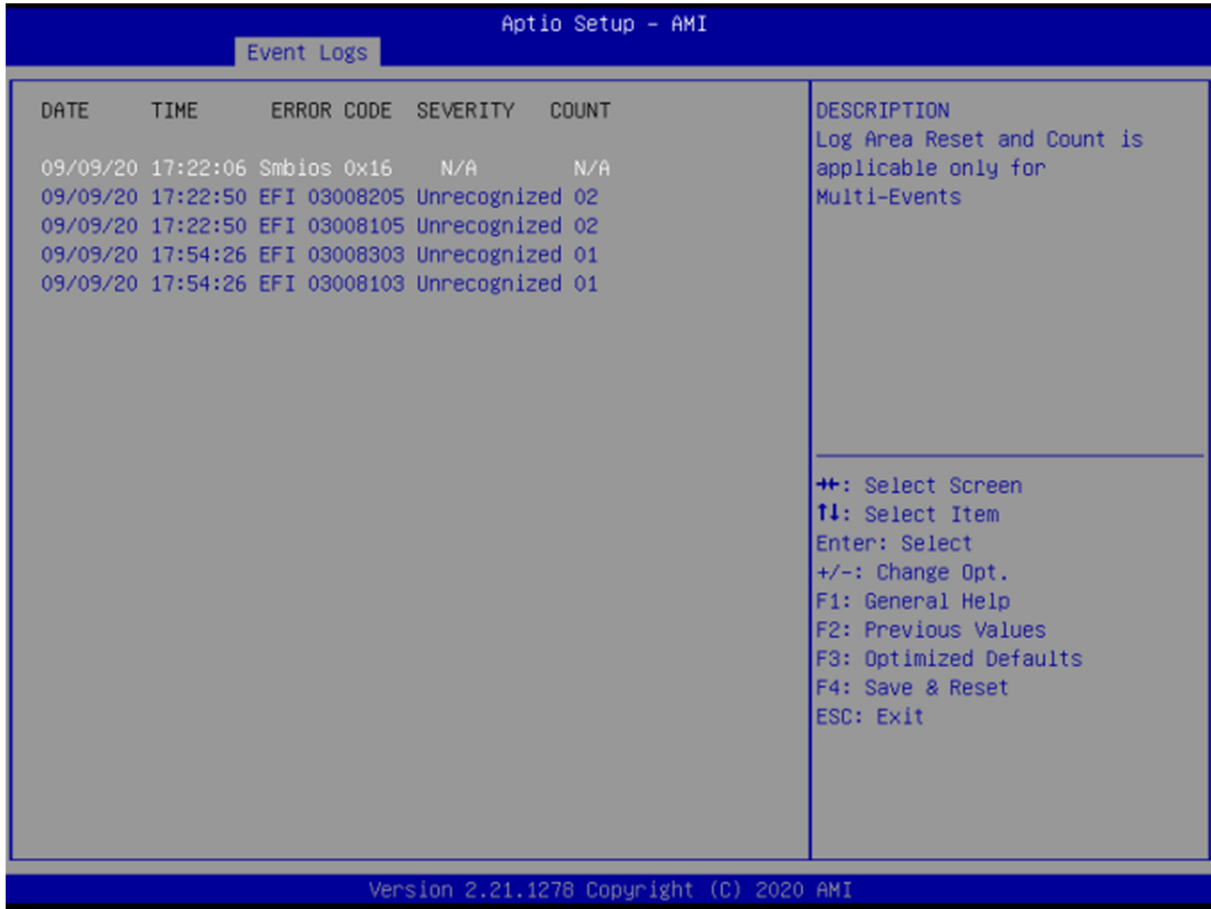 Aptio Setup – AMI
Event Logs
DATE TIME ERROR CODE SEVERITY COUNT
09/09/20 17:22:06 Smbios 0x16 N/A N/A
09/09/20 17:22:50 EFI 03008205 Unrecognized 02
09/09/20 17:22:50 EFI 03008105 Unrecognized 02
09/09/20 17:54:26 EFI 03008303 Unrecognized 01
09/09/20 17:54:26 EFI 03008103 Unrecognized 01
DESCRIPTION
Log Area Reset and Count is
applicable only for
Multi-Events
→←: Select Screen
↑↓: Select Item
Enter: Select
+/-: Change Opt.
F1: General Help
F2: Previous Values
F3: Optimized Defaults
F4: Save & Reset
ESC: Exit
Version 2.21.1278 Copyright (C) 2020 AMI